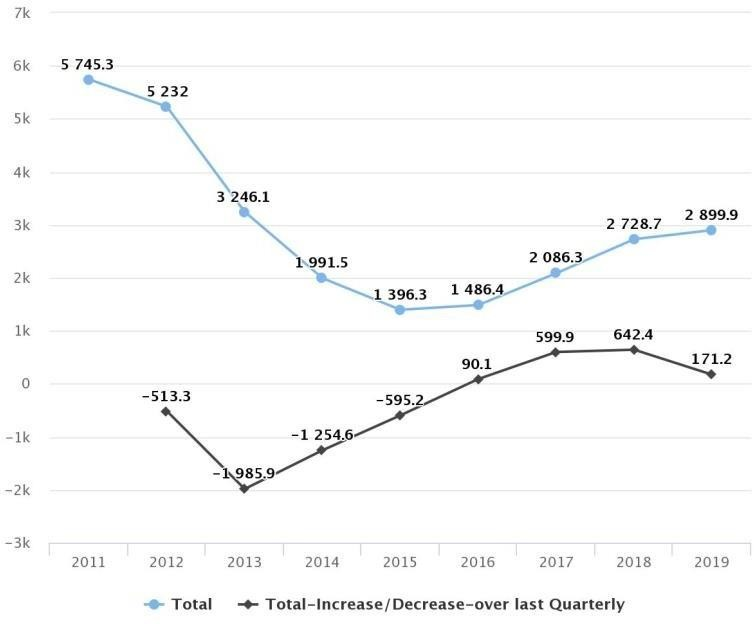 7k
6k
5 745.3
5 232
5k
4k
3 246.1
3k
2 728.7
2 899.9
1 991.5
2 086.3
2k
1 396.3
1 486.4
1k
599.9
642.4
90.1
171.2
0
−513.3
−595.2
−1k
−1 254.6
−1 985.9
−2k
−3k
2011 2012 2013 2014 2015 2016 2017 2018 2019
Total Total-Increase/Decrease-over last Quarterly